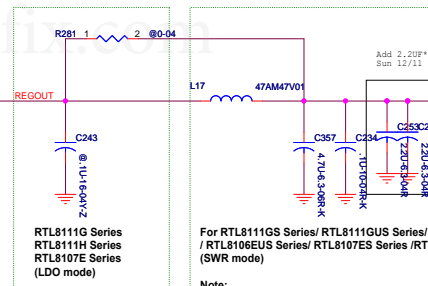 fix.com
R281 1 2 @0-04
Add 2.2UF*
Sun 12/11
L17 47AM47V01
REGOUT
C243
@.1U-16-04Y-Z
C357
4.7U-6.3-06R-K
C234
.1U-10-04R-K
C253
2.2U-6.3-04R
2.2U-6.3-04R
RTL8111G Series
RTL8111H Series
RTL8107E Series
(LDO mode)
For RTL8111GS Series/ RTL8111GUS Series/
/ RTL8106EUS Series/ RTL8107ES Series /RT
(SWR mode)
Note: